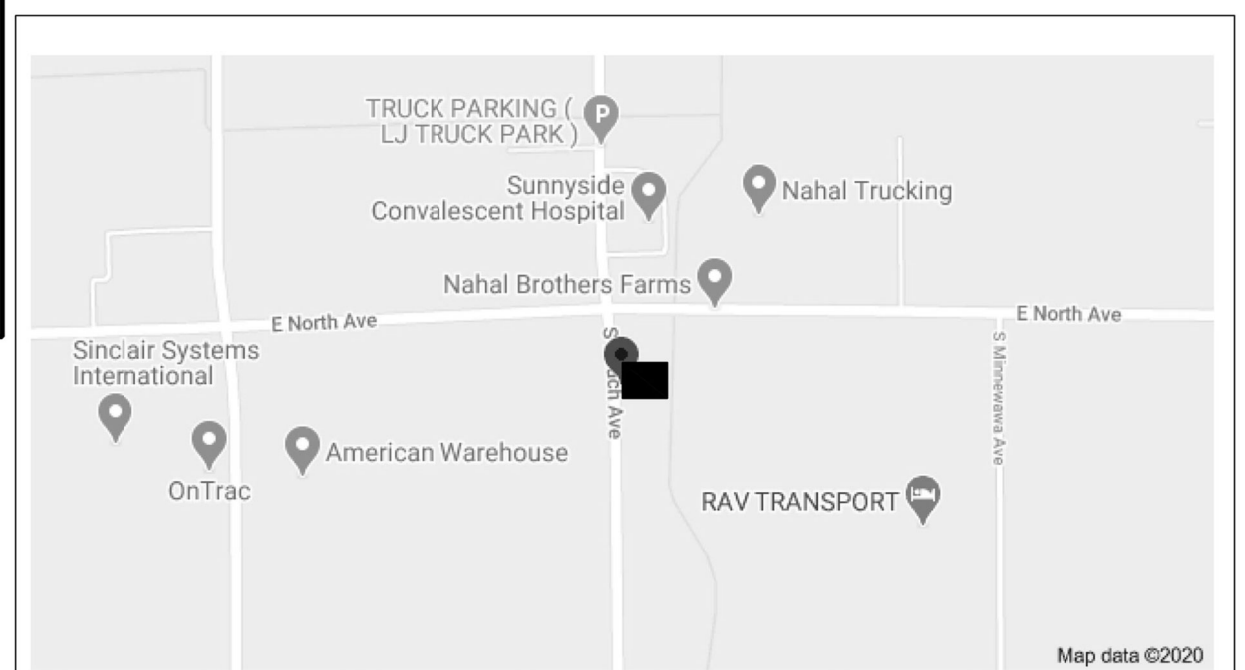 TRUCK PARKING (
LJ TRUCK PARK )
P
Sunnyside
Convalescent Hospital
Nahal Trucking
Nahal Brothers Farms
E North Ave
E North Ave
Sinclair Systems
International
S Minnewawa Ave
Ave
American Warehouse
OnTrac
RAV TRANSPORT
Map data ©2020